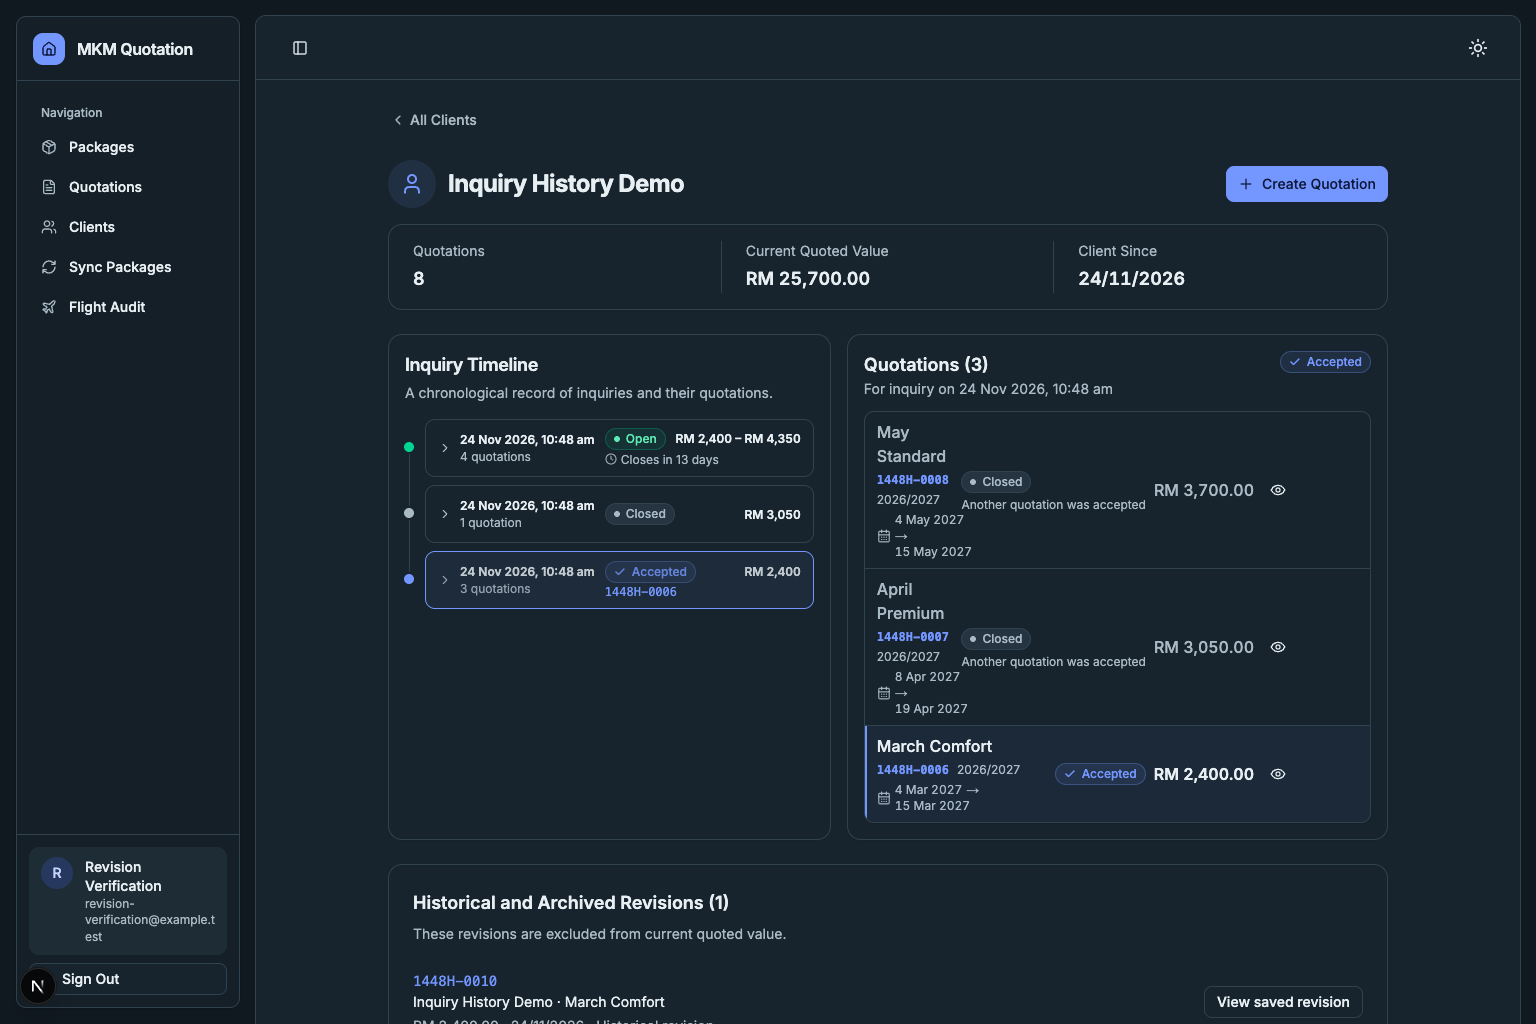 MKM Quotation
Navigation
Packages
Quotations
Clients
Sync Packages
Flight Audit
R
Revision
Verification
revision-
verification@example.t
est
N
Sign Out
All Clients
Inquiry History Demo
Create Quotation
Quotations
8
Current Quoted Value
RM 25,700.00
Client Since
24/11/2026
Inquiry Timeline
A chronological record of inquiries and their quotations.
24 Nov 2026, 10:48 am
4 quotations
Open
RM 2,400 – RM 4,350
Closes in 13 days
24 Nov 2026, 10:48 am
1 quotation
Closed
RM 3,050
24 Nov 2026, 10:48 am
3 quotations
Accepted
RM 2,400
1448H-0006
Quotations (3)
Accepted
For inquiry on 24 Nov 2026, 10:48 am
May
Standard
1448H-0008
2026/2027
4 May 2027
→
15 May 2027
Closed
Another quotation was accepted
RM 3,700.00
April
Premium
1448H-0007
2026/2027
8 Apr 2027
→
19 Apr 2027
Closed
Another quotation was accepted
RM 3,050.00
March Comfort
1448H-0006 2026/2027
4 Mar 2027 →
15 Mar 2027
Accepted
RM 2,400.00
Historical and Archived Revisions (1)
These revisions are excluded from current quoted value.
1448H-0010
Inquiry History Demo · March Comfort
RM 2,400.00 · 24/11/2026 · Historical revision
View saved revision